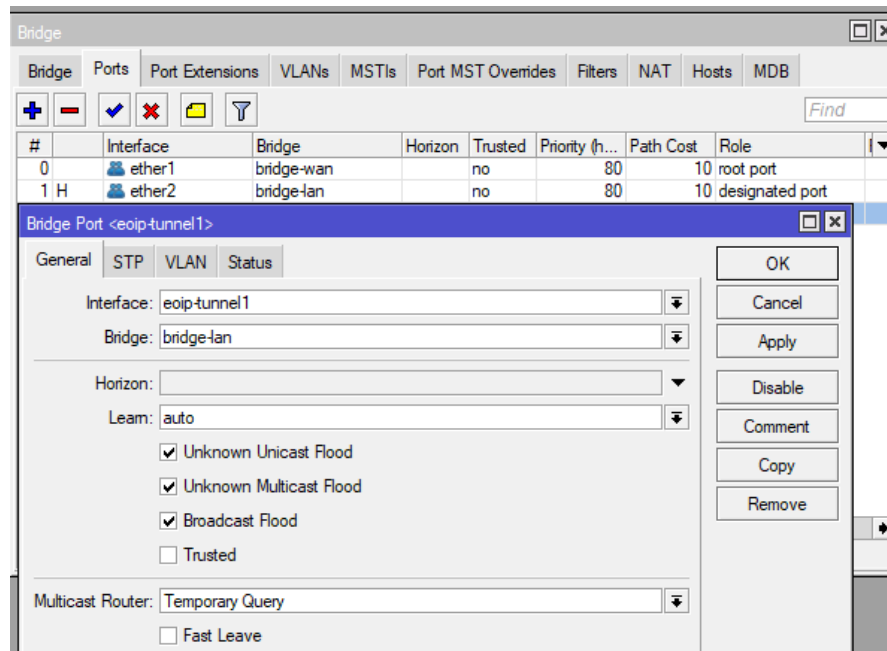 Bridge
Bridge Ports Port Extensions VLANs MSTIs Port MST Overrides Filters NAT Hosts MDB
Find
# Interface Bridge Horizon Trusted Priority (h... Path Cost Role
0 ether1 bridge-wan no 80 10 root port
1 H ether2 bridge-lan no 80 10 designated port
Bridge Port <eoip-tunnel1>
General STP VLAN Status
OK
Interface: eoip-tunnel1
Cancel
Bridge: bridge-lan
Apply
Horizon:
Disable
Learn: auto
Comment
Unknown Unicast Flood
Copy
Unknown Multicast Flood
Remove
Broadcast Flood
Trusted
Multicast Router: Temporary Query
Fast Leave